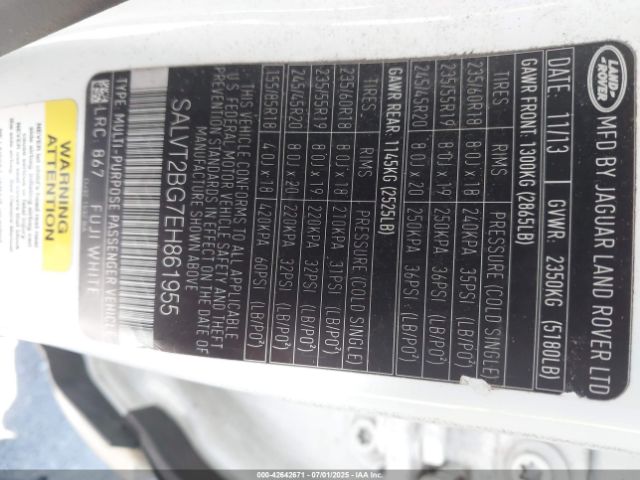 LAND-
ROVER
MFD BY JAGUAR LAND ROVER LTD
DATE: 11/13 GVWR: 2350KG (5180LB)
GAWR FRONT 1300KG (2865LB)
TIRES RIMS PRESSURE (COLD SINGLE)
235/60R18 8.0J x 18 240KPA 35PSI (LB/PO²)
235/55R19 8.0J x 19 250KPA 36PSI (LB/PO²)
245/45R20 8.0J x 20 250KPA 36PSI (LB/PO²)
GAWR REAR: 1145KG (2525LB)
TIRES RIMS PRESSURE (COLD SINGLE)
235/60R18 8.0J x 18 210KPA 31PSI (LB/PO²)
235/55R19 8.0J x 19 220KPA 32PSI (LB/PO²)
245/45R20 8.0J x 20 220KPA 32PSI (LB/PO²)
155/85R18 4.0J x 18 420KPA 60PSI (LB/PO²)
THIS VEHICLE CONFORMS TO ALL APPLICABLE
U S FEDERAL MOTOR VEHICLE SAFETY AND THEFT
PREVENTION STANDARDS IN EFFECT ON THE DATE OF
MANUFACTURE SHOWN ABOVE
SALVT2BG7EH861955
TYPE: MULTI-PURPOSE PASSENGER VEHICLE
LRC 867 FUJI WHITE
WARNING
ATTENTION
000-42642671 - 07/01/2025 - IAAI.COM